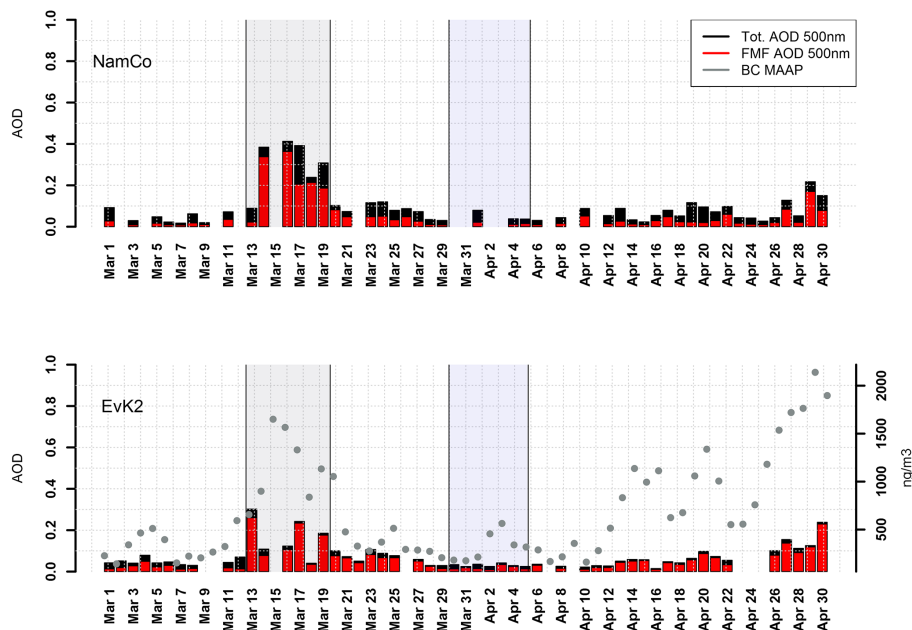 NamCo
Tot. AOD 500nm
FMF AOD 500nm
BC MAAP
AOD
1.0
0.8
0.6
0.4
0.2
0.0
Mar 1
Mar 3
Mar 5
Mar 7
Mar 9
Mar 11
Mar 13
Mar 15
Mar 17
Mar 19
Mar 21
Mar 23
Mar 25
Mar 27
Mar 29
Mar 31
Apr 2
Apr 4
Apr 6
Apr 8
Apr 10
Apr 12
Apr 14
Apr 16
Apr 18
Apr 20
Apr 22
Apr 24
Apr 26
Apr 28
Apr 30
EvK2
AOD
1.0
0.8
0.6
0.4
0.2
0.0
2000
1500
1000
500
ng/m3
Mar 1
Mar 3
Mar 5
Mar 7
Mar 9
Mar 11
Mar 13
Mar 15
Mar 17
Mar 19
Mar 21
Mar 23
Mar 25
Mar 27
Mar 29
Mar 31
Apr 2
Apr 4
Apr 6
Apr 8
Apr 10
Apr 12
Apr 14
Apr 16
Apr 18
Apr 20
Apr 22
Apr 24
Apr 26
Apr 28
Apr 30